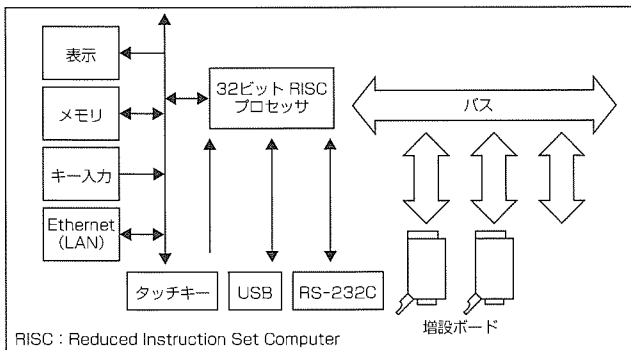 表示
メモリ
キー入力
Ethernet
(LAN)
32ビット RISC
プロセッサ
バス
タッチキー
USB
RS-232C
増設ボード
RISC：Reduced Instruction Set Computer